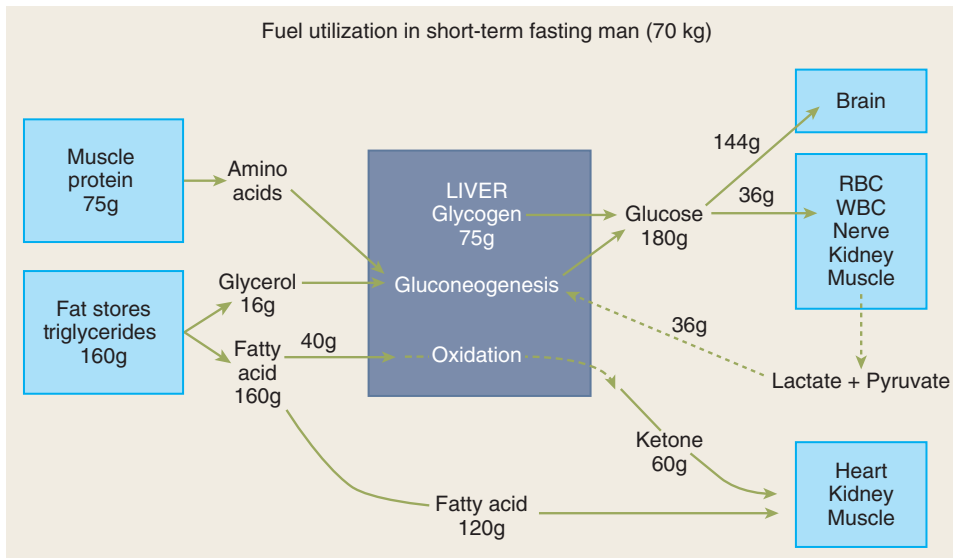 Fuel utilization in short-term fasting man (70 kg)
Muscle
protein
75g
Amino
acids
Fat stores
triglycerides
160g
Glycerol
16g
Fatty
acid
160g
40g
LIVER
Glycogen
75g
Gluconeogenesis
Oxidation
Glucose
180g
144g
36g
Brain
RBC
WBC
Nerve
Kidney
Muscle
36g
Lactate + Pyruvate
Ketone
60g
Fatty acid
120g
Heart
Kidney
Muscle